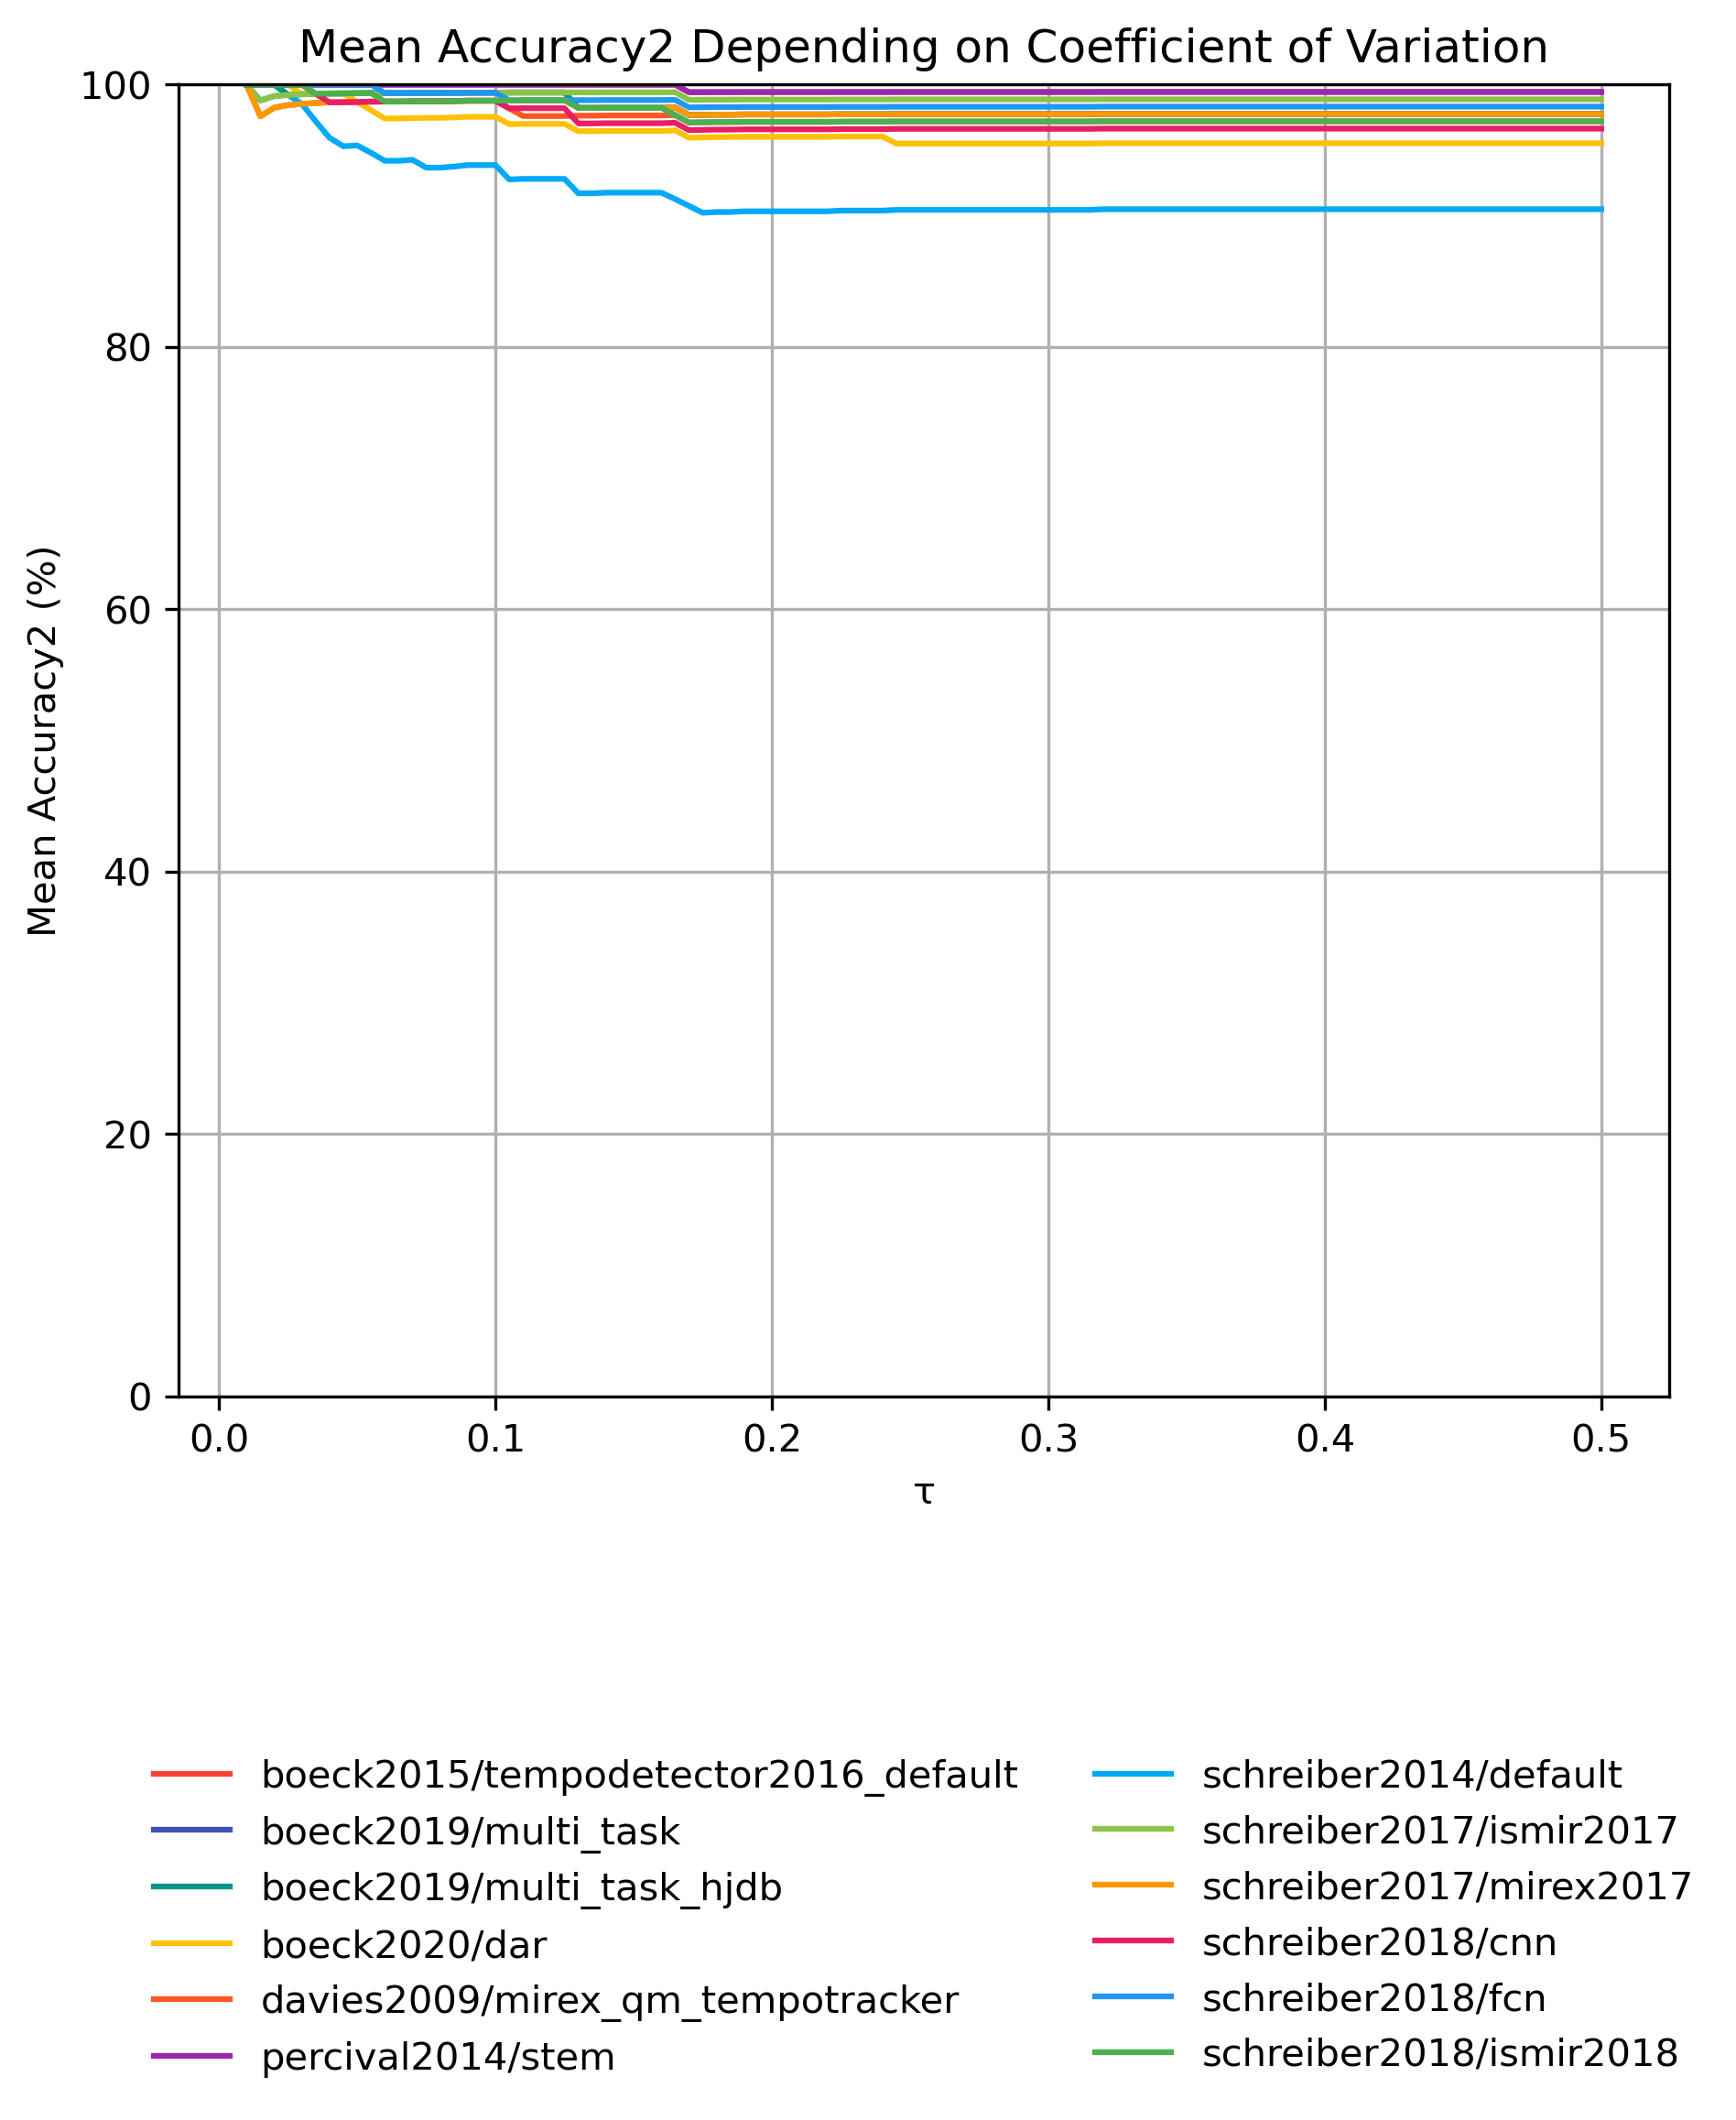 Mean Accuracy2 Depending on Coefficient of Variation
Mean Accuracy2 (%)
100
80
60
40
20
0
0.0 0.1 0.2 0.3 0.4 0.5
τ
boeck2015/tempodetector2016_default
boeck2019/multi_task
boeck2019/multi_task_hjdb
boeck2020/dar
davies2009/mirex_qm_tempotracker
percival2014/stem
schreiber2014/default
schreiber2017/ismir2017
schreiber2017/mirex2017
schreiber2018/cnn
schreiber2018/fcn
schreiber2018/ismir2018